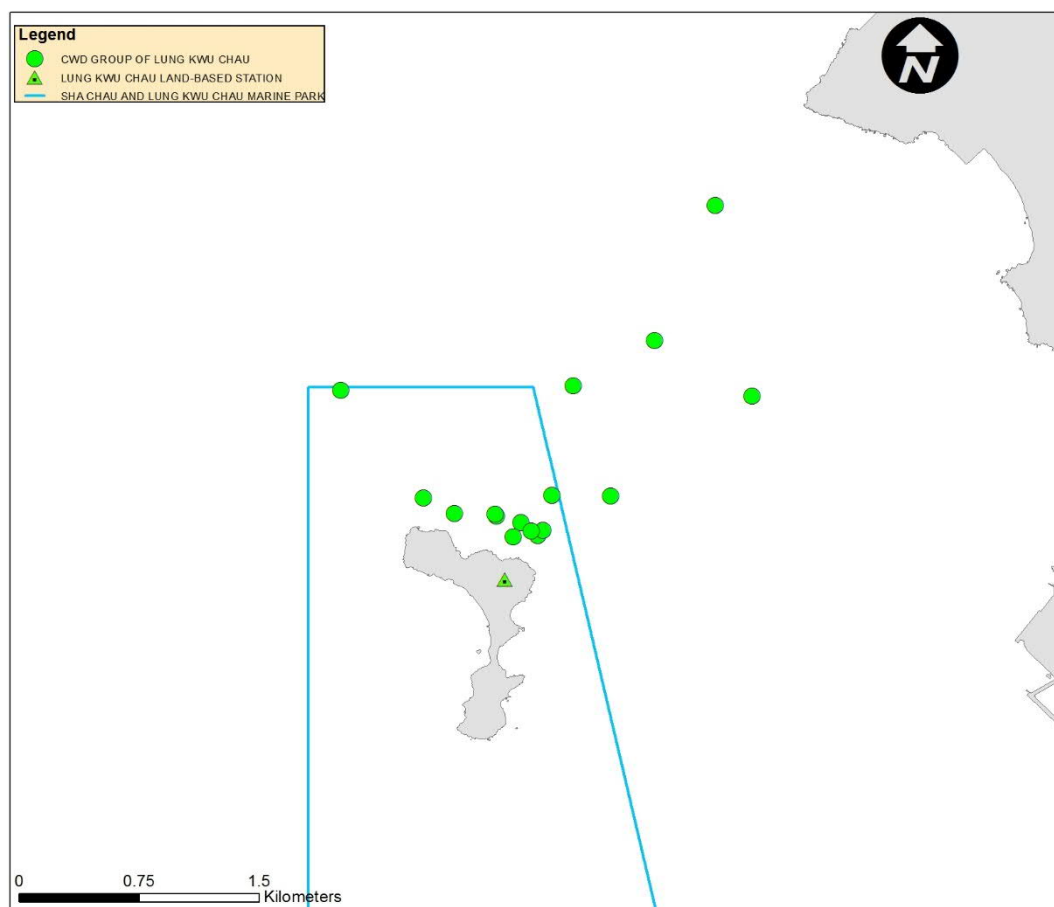 Legend
CWD GROUP OF LUNG KWU CHAU
LUNG KWU CHAU LAND-BASED STATION
SHA CHAU AND LUNG KWU CHAU MARINE PARK
N
0 0.75 1.5
Kilometers